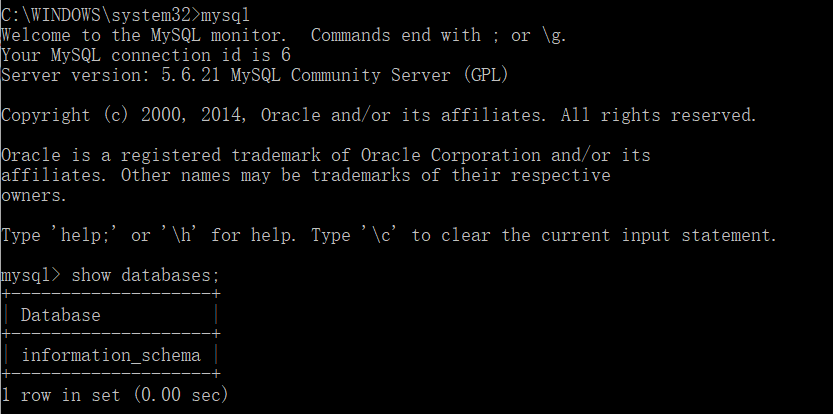 C:\WINDOWS\system32>mysql
Welcome to the MySQL monitor.  Commands end with ; or \g.
Your MySQL connection id is 6
Server version: 5.6.21 MySQL Community Server (GPL)

Copyright (c) 2000, 2014, Oracle and/or its affiliates. All rights reserved.

Oracle is a registered trademark of Oracle Corporation and/or its
affiliates. Other names may be trademarks of their respective
owners.

Type 'help;' or '\h' for help. Type '\c' to clear the current input statement.

mysql> show databases;
+--------------------+
| Database           |
+--------------------+
| information_schema |
+--------------------+
1 row in set (0.00 sec)